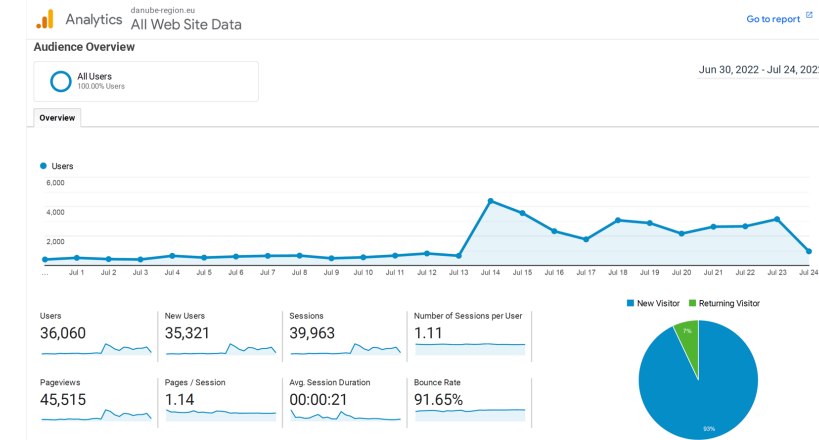 danube-region.eu
Analytics All Web Site Data
Go to report
Audience Overview
All Users
100.00% Users
Jun 30, 2022 - Jul 24, 2022
Overview
Users
6,000
4,000
2,000
... Jul 1 Jul 2 Jul 3 Jul 4 Jul 5 Jul 6 Jul 7 Jul 8 Jul 9 Jul 10 Jul 11 Jul 12 Jul 13 Jul 14 Jul 15 Jul 16 Jul 17 Jul 18 Jul 19 Jul 20 Jul 21 Jul 22 Jul 23 Jul 24
New Visitor Returning Visitor
Users New Users Sessions Number of Sessions per User
36,060 35,321 39,963 1.11
7%
Pageviews Pages / Session Avg. Session Duration Bounce Rate
45,515 1.14 00:00:21 91.65%
93%